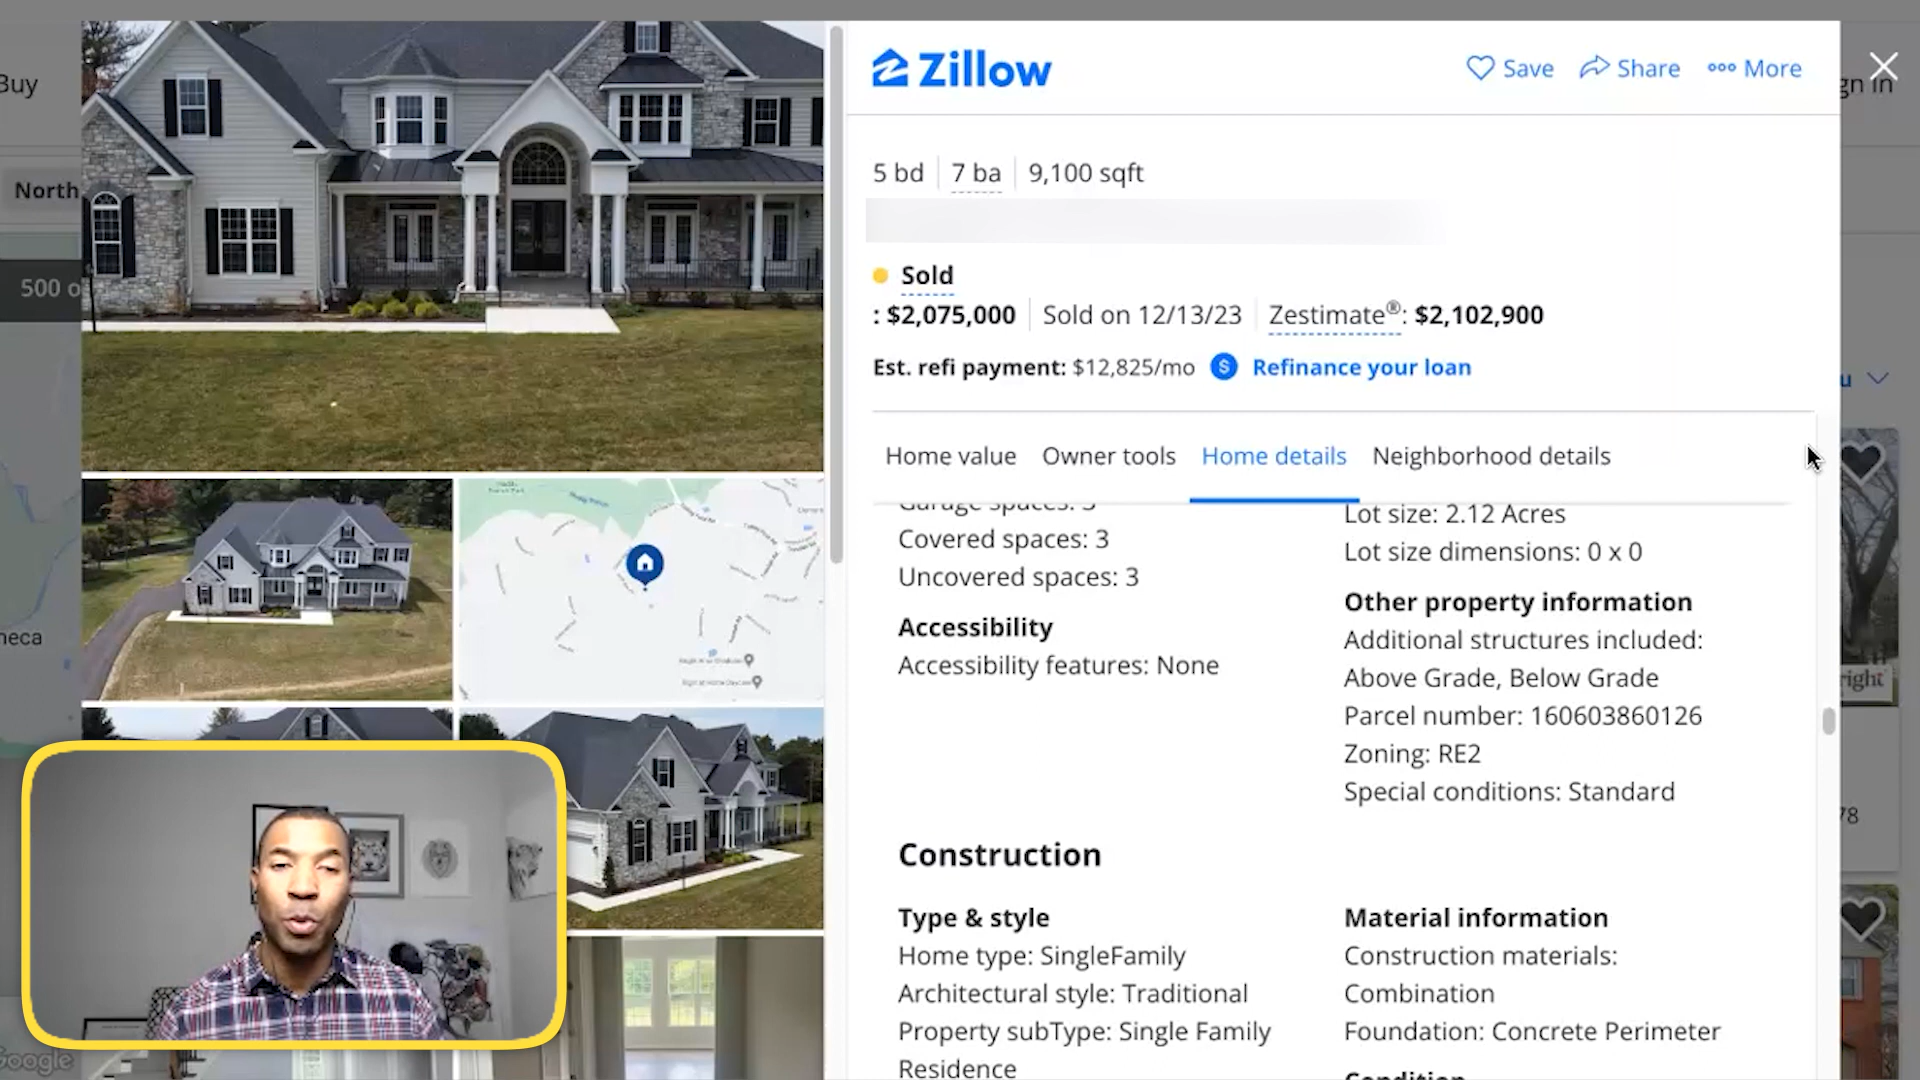 Buy
North
500 o
neca
Google
Zillow
Save
Share
More
gn in
5 bd
7 ba
9,100 sqft
Sold
: $2,075,000
Sold on 12/13/23
Zestimate®: $2,102,900
Est. refi payment: $12,825/mo
Refinance your loan
Home value
Owner tools
Home details
Neighborhood details
Garage spaces: 3
Covered spaces: 3
Uncovered spaces: 3
Accessibility
Accessibility features: None
Lot size: 2.12 Acres
Lot size dimensions: 0 x 0
Other property information
Additional structures included:
Above Grade, Below Grade
Parcel number: 160603860126
Zoning: RE2
Special conditions: Standard
Construction
Type & style
Home type: SingleFamily
Architectural style: Traditional
Property subType: Single Family
Residence
Material information
Construction materials:
Combination
Foundation: Concrete Perimeter
Condition
u
right
78